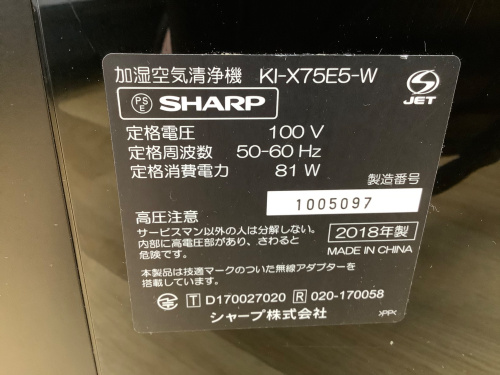 加湿空気清浄機 KI-X75E5-W
PS E SHARP
JET
定格電圧 100 V
定格周波数 50-60 Hz
定格消費電力 81 W
製造番号
1005097
高圧注意
サービスマン以外の人は分解しない。
内部に高電圧部があり、さわると
危険です。
2018年製
MADE IN CHINA
本製品は技適マークのついた無線アダプターを
搭載しています。
T D170027020 R 020-170058
シャープ株式会社
>PP<